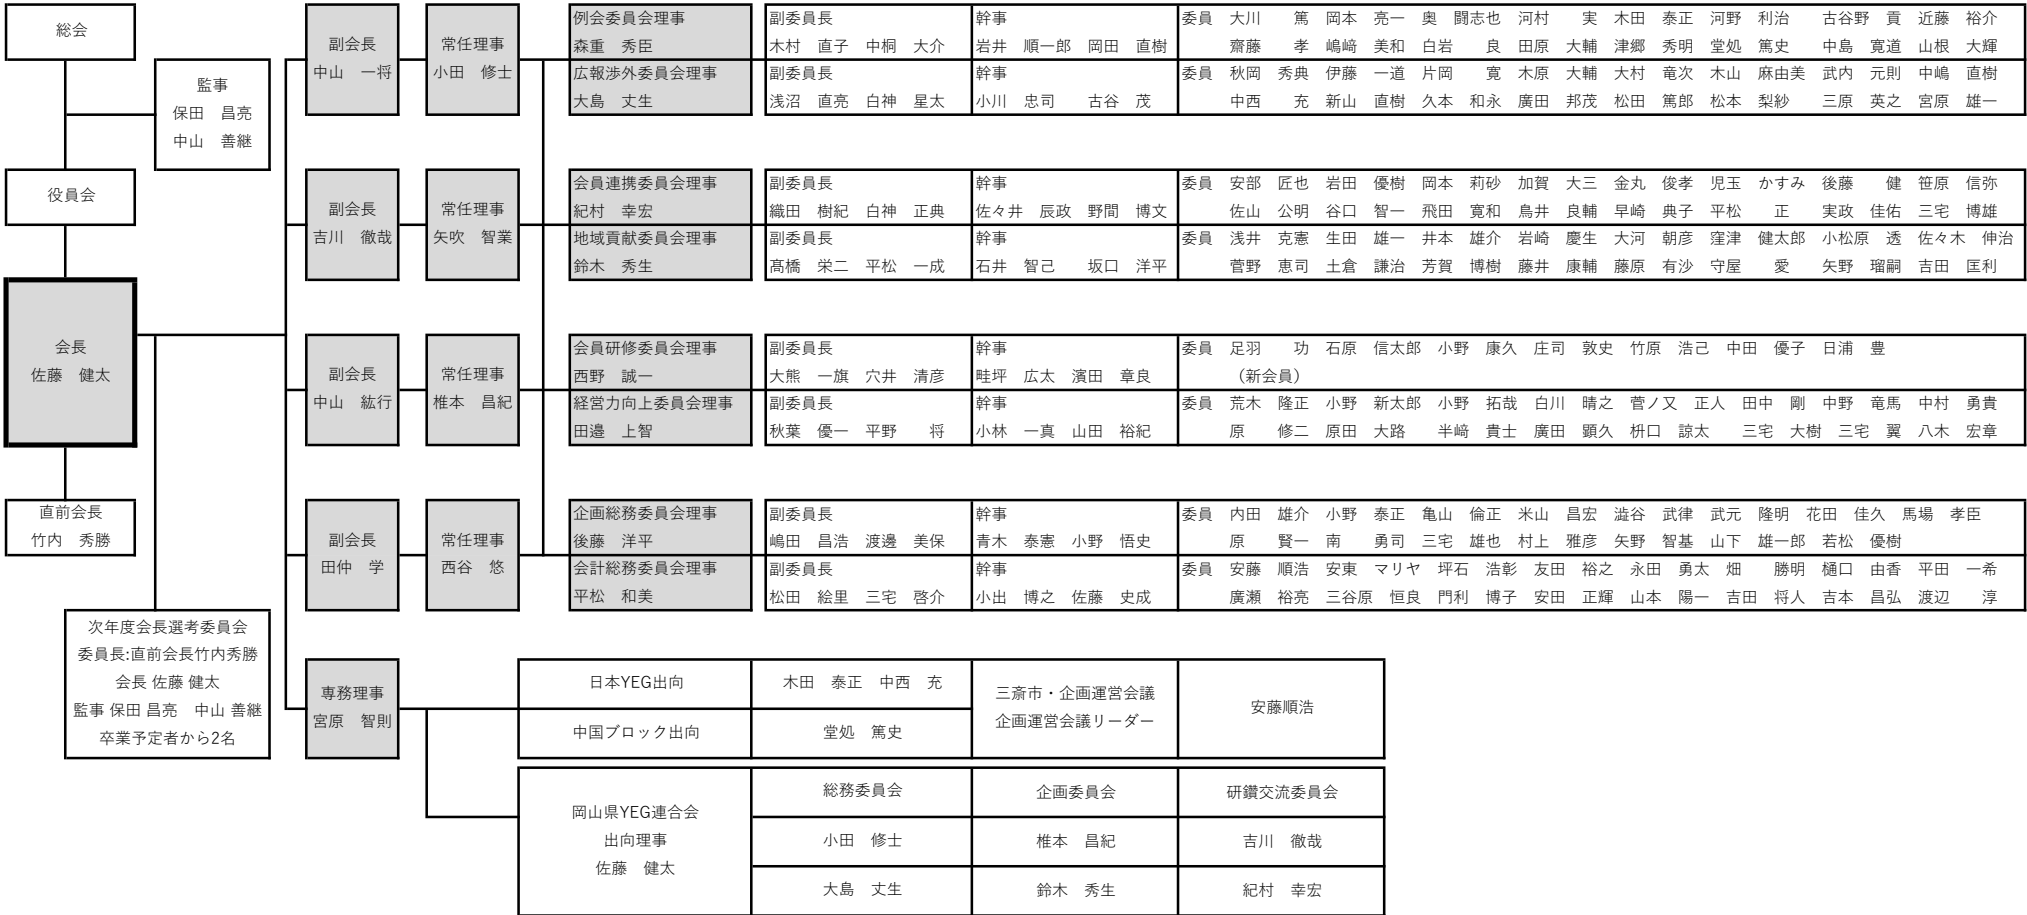 総会
監事
保田　昌亮
中山　善継
役員会
会長
佐藤　健太
直前会長
竹内　秀勝
次年度会長選考委員会
委員長:直前会長竹内秀勝
会長 佐藤 健太
監事 保田 昌亮　中山 善継
卒業予定者から2名
副会長
中山　一将
常任理事
小田　修士
例会委員会理事
森重　秀臣
副委員長
木村　直子　中桐　大介
幹事
岩井　順一郎　岡田　直樹
委員　大川　　篤　岡本　亮一　奥　闘志也　河村　　実　木田　泰正　河野　利治　古谷野　貢　近藤　裕介
齋藤　　孝　嶋﨑　美和　白岩　　良　田原　大輔　津郷　秀明　堂処　篤史　中島　寛道　山根　大輝
広報渉外委員会理事
大島　丈生
副委員長
浅沼　直亮　白神　星太
幹事
小川　忠司　古谷　茂
委員　秋岡　秀典　伊藤　一道　片岡　　寛　木原　大輔　大村　竜次　木山　麻由美　武内　元則　中嶋　直樹
中西　　充　新山　直樹　久本　和永　廣田　邦茂　松田　篤郎　松本　梨紗　三原　英之　宮原　雄一
副会長
吉川　徹哉
常任理事
矢吹　智業
会員連携委員会理事
紀村　幸宏
副委員長
織田　樹紀　白神　正典
幹事
佐々井　辰政　野間　博文
委員　安部　匠也　岩田　優樹　岡本　莉砂　加賀　大三　金丸　俊孝　児玉　かすみ　後藤　　健　笹原　信弥
佐山　公明　谷口　智一　飛田　寛和　鳥井　良輔　早崎　典子　平松　　正　実政　佳佑　三宅　博雄
地域貢献委員会理事
鈴木　秀生
副委員長
髙橋　栄二　平松　一成
幹事
石井　智己　坂口　洋平
委員　浅井　克憲　生田　雄一　井本　雄介　岩崎　慶生　大河　朝彦　窪津　健太郎　小松原　透　佐々木　伸治
菅野　恵司　土倉　謙治　芳賀　博樹　藤井　康輔　藤原　有沙　守屋　　愛　矢野　瑠嗣　吉田　匡利
副会長
中山　紘行
常任理事
椎本　昌紀
会員研修委員会理事
西野　誠一
副委員長
大熊　一旗　穴井　清彦
幹事
畦坪　広太　濱田　章良
委員　足羽　　功　石原　信太郎　小野　康久　庄司　敦史　竹原　浩己　中田　優子　日浦　豊
（新会員）
経営力向上委員会理事
田邉　上智
副委員長
秋葉　優一　平野　　将
幹事
小林　一真　山田　裕紀
委員　荒木　隆正　小野　新太郎　小野　拓哉　白川　晴之　菅ノ又　正人　田中　剛　中野　竜馬　中村　勇貴
原　　修二　原田　大路　半﨑　貴士　廣田　顕久　枡口　諒太　三宅　大樹　三宅　翼　八木　宏章
副会長
田仲　学
常任理事
西谷　悠
企画総務委員会理事
後藤　洋平
副委員長
嶋田　昌浩　渡邊　美保
幹事
青木　泰憲　小野　悟史
委員　内田　雄介　小野　泰正　亀山　倫正　米山　昌宏　澁谷　武律　武元　隆明　花田　佳久　馬場　孝臣
原　　賢一　南　　勇司　三宅　雄也　村上　雅彦　矢野　智基　山下　雄一郎　若松　優樹
会計総務委員会理事
平松　和美
副委員長
松田　絵里　三宅　啓介
幹事
小出　博之　佐藤　史成
委員　安藤　順浩　安東　マリヤ　坪石　浩彰　友田　裕之　永田　勇太　畑　　勝明　樋口　由香　平田　一希
廣瀬　裕亮　三谷原　恒良　門利　博子　安田　正輝　山本　陽一　吉田　将人　吉本　昌弘　渡辺　　淳
専務理事
宮原　智則
日本YEG出向
木田　泰正　中西　充
中国ブロック出向
堂処　篤史
三斎市・企画運営会議
企画運営会議リーダー
安藤順浩
岡山県YEG連合会
出向理事
佐藤　健太
総務委員会
企画委員会
研鑽交流委員会
小田　修士
椎本　昌紀
吉川　徹哉
大島　丈生
鈴木　秀生
紀村　幸宏